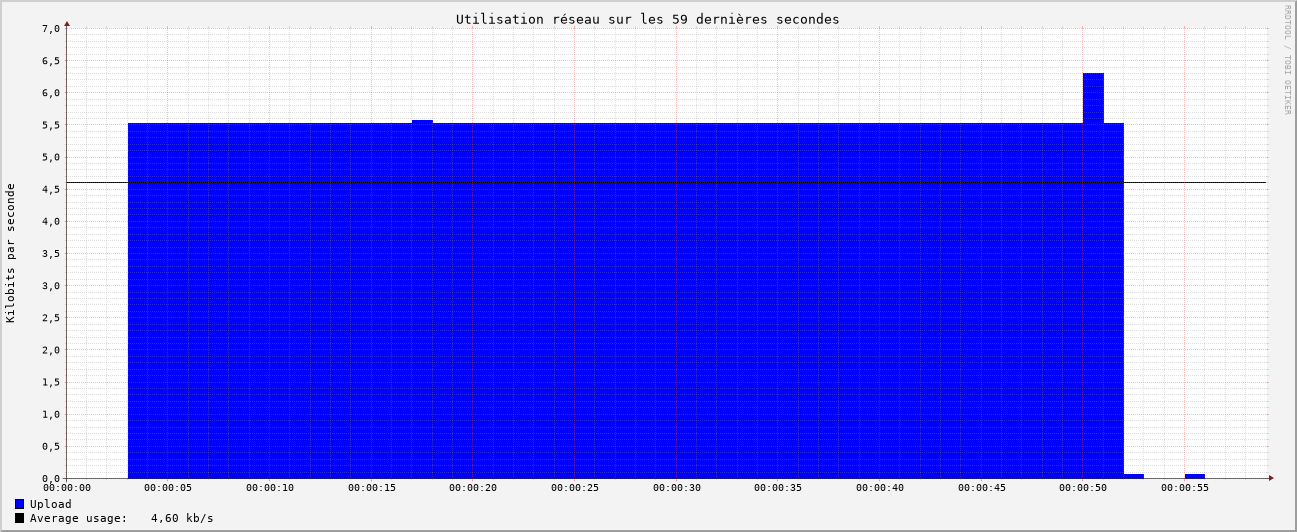 Utilisation réseau sur les 59 dernières secondes
RRDTOOL / TOBI OETIKER
Kilobits par seconde
7,0
6,5
6,0
5,5
5,0
4,5
4,0
3,5
3,0
2,5
2,0
1,5
1,0
0,5
0,0
00:00:00 00:00:05 00:00:10 00:00:15 00:00:20 00:00:25 00:00:30 00:00:35 00:00:40 00:00:45 00:00:50 00:00:55
Upload
Average usage: 4,60 kb/s